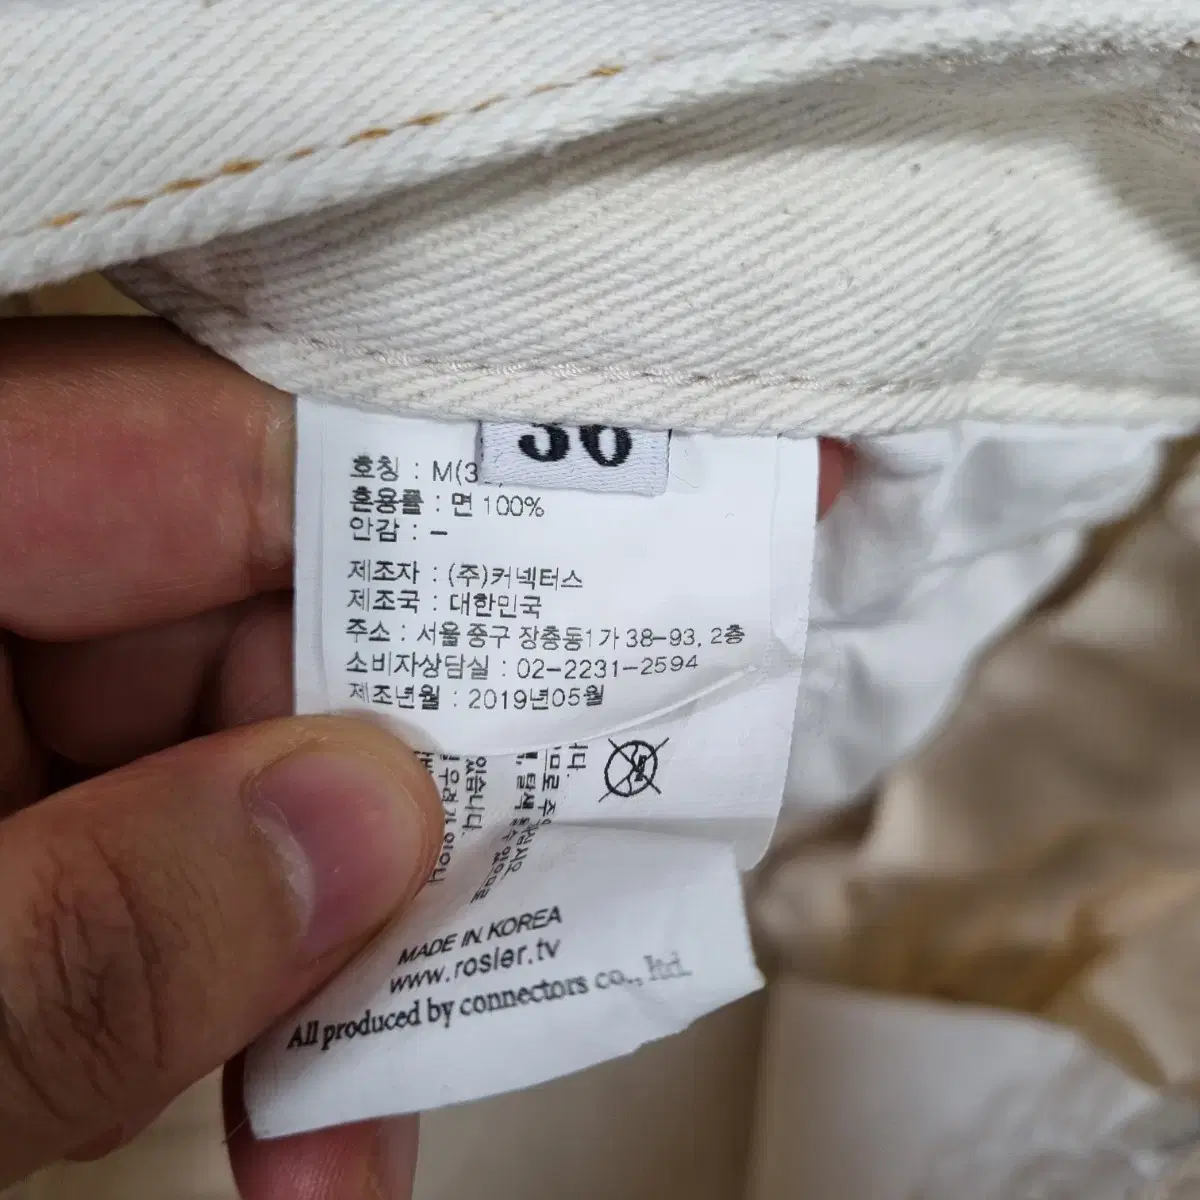 36
호칭 : M(3
혼용률 : 면 100%
안감 : –
제조자 : (주)커넥터스
제조국 : 대한민국
주소 : 서울 중구 장충동1가 38-93, 2층
소비자상담실 : 02-2231-2594
제조년월 : 2019년05월
MADE IN KOREA
www.rosier.tv
All produced by connectors co., ltd.